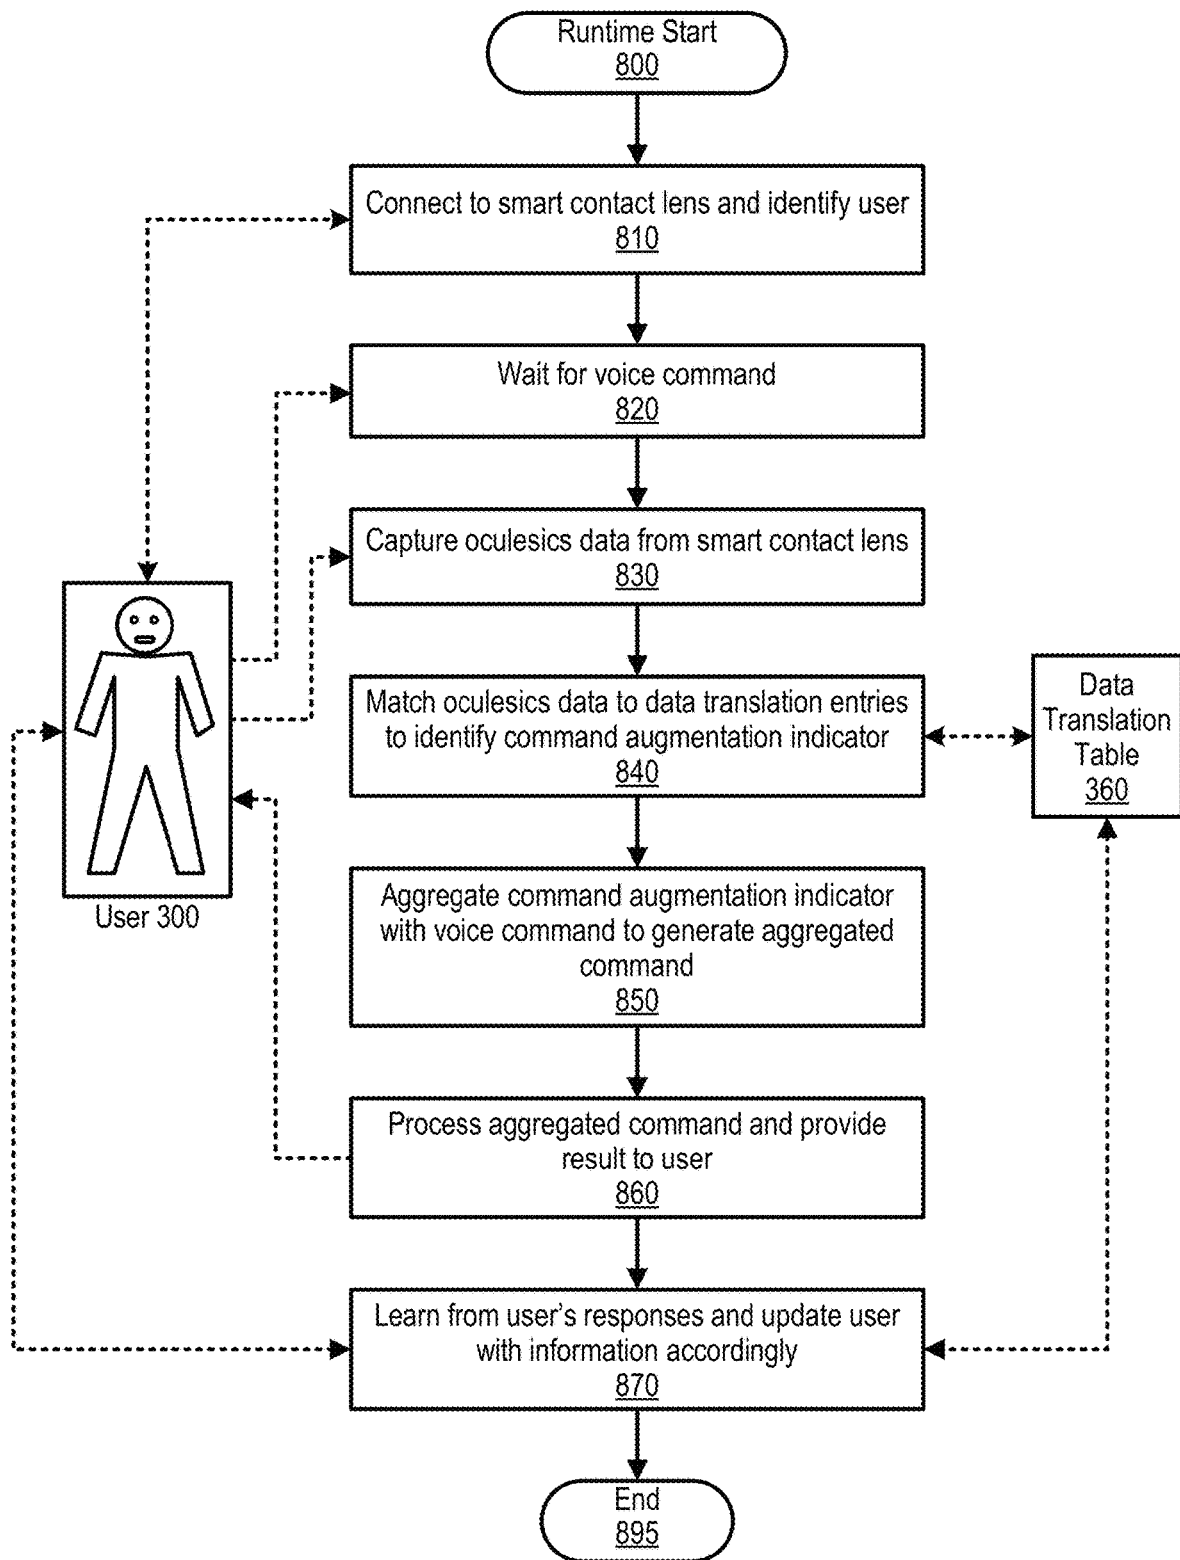 Runtime Start
800
Connect to smart contact lens and identify user
810
Wait for voice command
820
Capture oculesics data from smart contact lens
830
Match oculesics data to data translation entries
to identify command augmentation indicator
840
Data
Translation
Table
360
User 300
Aggregate command augmentation indicator
with voice command to generate aggregated
command
850
Process aggregated command and provide
result to user
860
Learn from user's responses and update user
with information accordingly
870
End
895